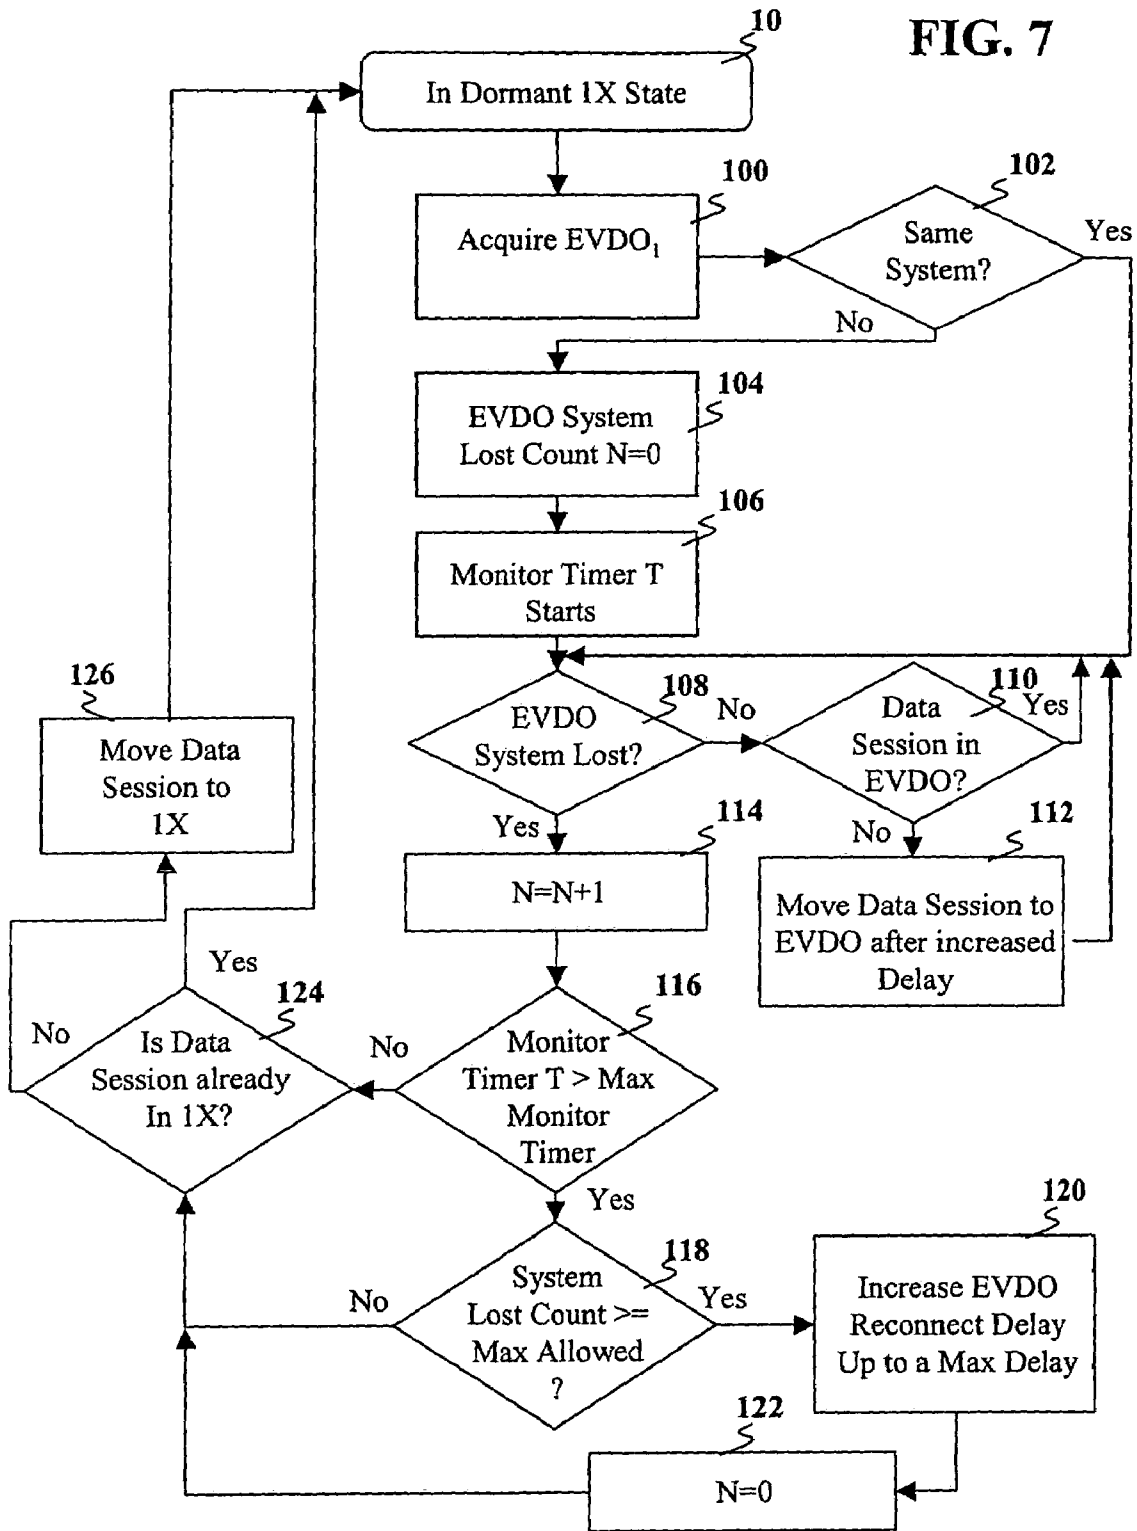 FIG. 7
10
In Dormant 1X State
100
Acquire EVDO₁
102
Same
System?
Yes
No
104
EVDO System
Lost Count N=0
106
Monitor Timer T
Starts
108
EVDO
System Lost?
No
110
Data
Session in
EVDO?
Yes
No
112
Move Data Session to
EVDO after increased
Delay
Yes
114
N=N+1
126
Move Data
Session to
1X
116
Monitor
Timer T > Max
Monitor
Timer
No
Yes
124
Is Data
Session already
In 1X?
Yes
No
118
System
Lost Count >=
Max Allowed
?
No
Yes
120
Increase EVDO
Reconnect Delay
Up to a Max Delay
122
N=0